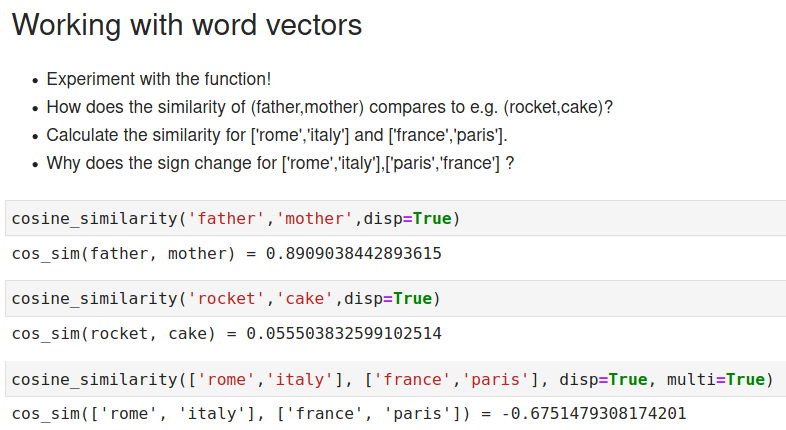 Working with word vectors
• Experiment with the function!
• How does the similarity of (father,mother) compares to e.g. (rocket,cake)?
• Calculate the similarity for ['rome','italy'] and ['france','paris'].
• Why does the sign change for ['rome','italy'],['paris','france'] ?
cosine_similarity('father','mother',disp=True)
cos_sim(father, mother) = 0.8909038442893615
cosine_similarity('rocket','cake',disp=True)
cos_sim(rocket, cake) = 0.055503832599102514
cosine_similarity(['rome','italy'], ['france','paris'], disp=True, multi=True)
cos_sim(['rome', 'italy'], ['france', 'paris']) = -0.6751479308174201